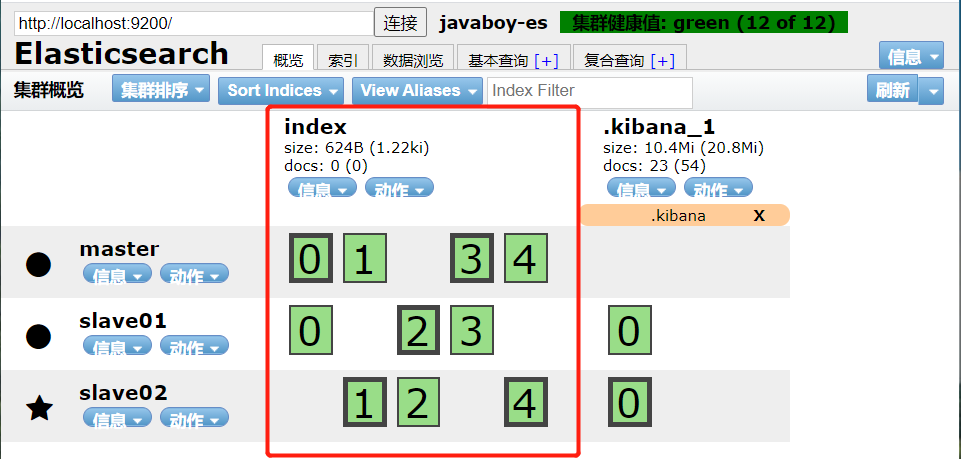 http://localhost:9200/ 连接 javaboy-es 集群健康值: green (12 of 12)
Elasticsearch 概览 索引 数据浏览 基本查询 [+] 复合查询 [+] 信息
集群概览 集群排序 Sort Indices View Aliases Index Filter 刷新
index .kibana_1
size: 624B (1.22ki) size: 10.4Mi (20.8Mi)
docs: 0 (0) docs: 23 (54)
信息 动作 信息 动作
.kibana X
master 0 1 3 4
信息 动作
slave01 0 2 3 0
信息 动作
slave02 1 2 4 0
信息 动作